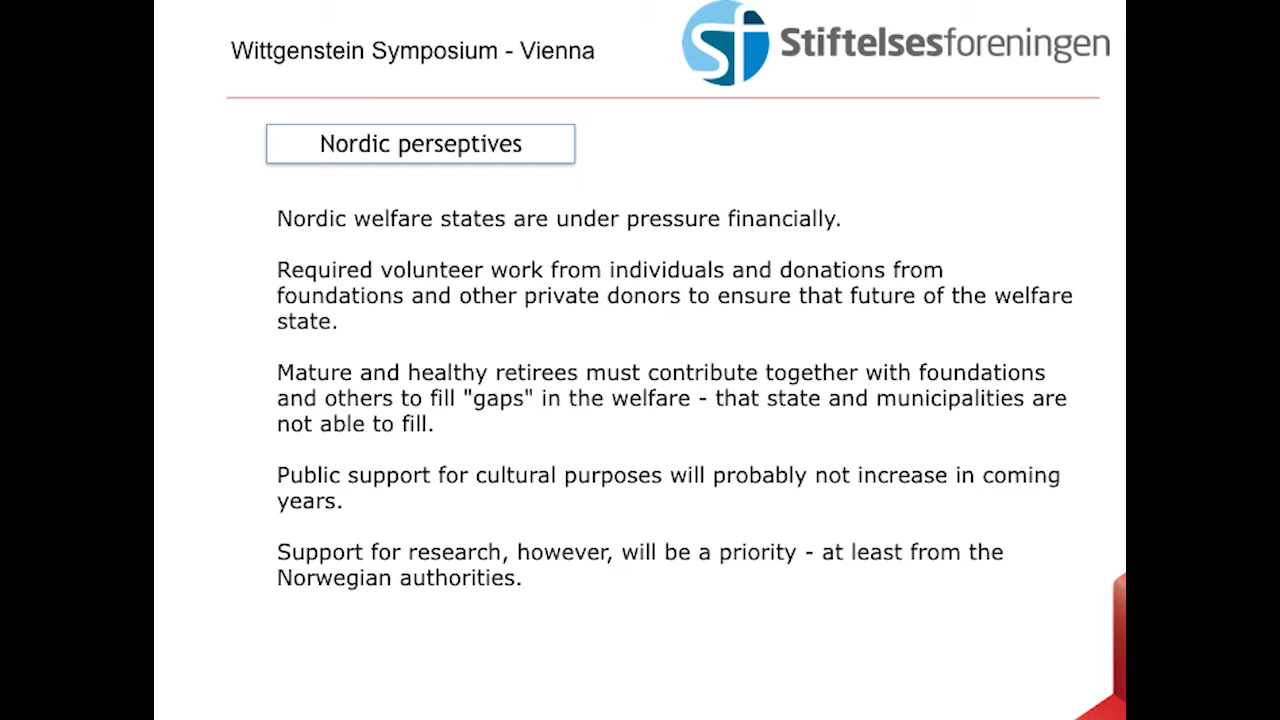 Wittgenstein Symposium - Vienna
sf Stiftelsesforeningen
Nordic perseptives
Nordic welfare states are under pressure financially.
Required volunteer work from individuals and donations from
foundations and other private donors to ensure that future of the welfare
state.
Mature and healthy retirees must contribute together with foundations
and others to fill "gaps" in the welfare - that state and municipalities are
not able to fill.
Public support for cultural purposes will probably not increase in coming
years.
Support for research, however, will be a priority - at least from the
Norwegian authorities.